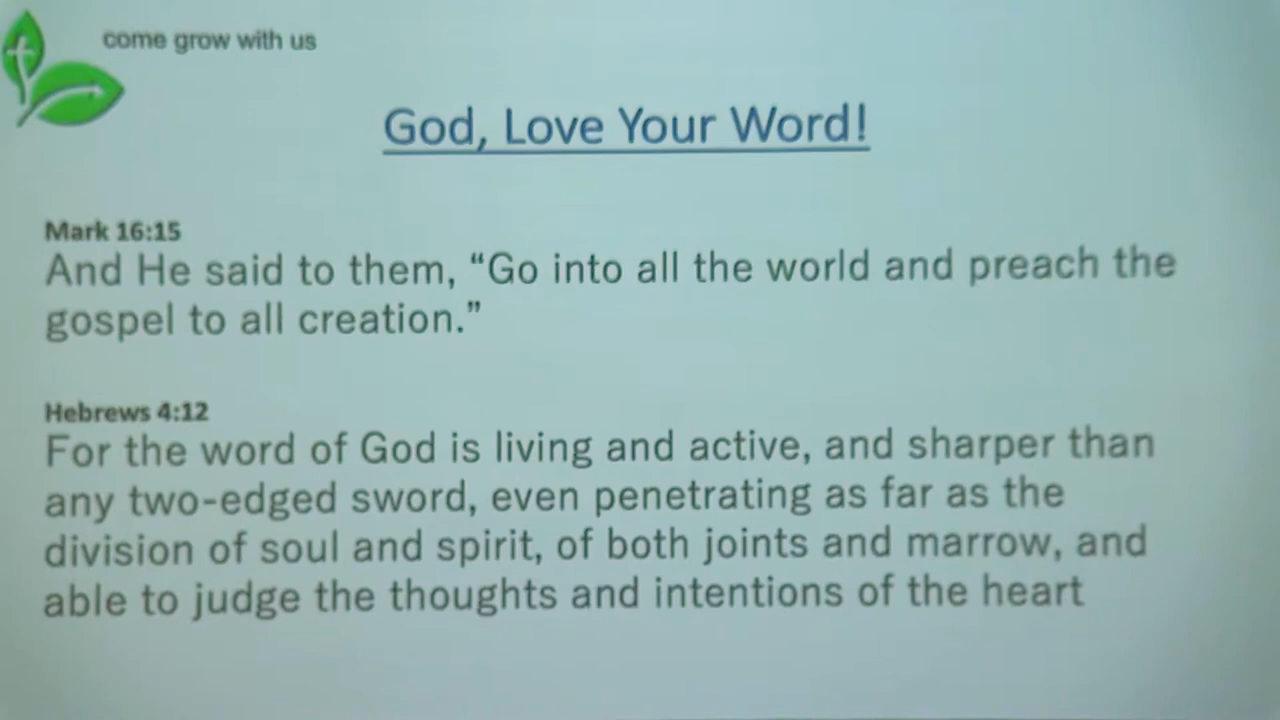 come grow with us
God, Love Your Word!
Mark 16:15
And He said to them, “Go into all the world and preach the
gospel to all creation.”
Hebrews 4:12
For the word of God is living and active, and sharper than
any two-edged sword, even penetrating as far as the
division of soul and spirit, of both joints and marrow, and
able to judge the thoughts and intentions of the heart